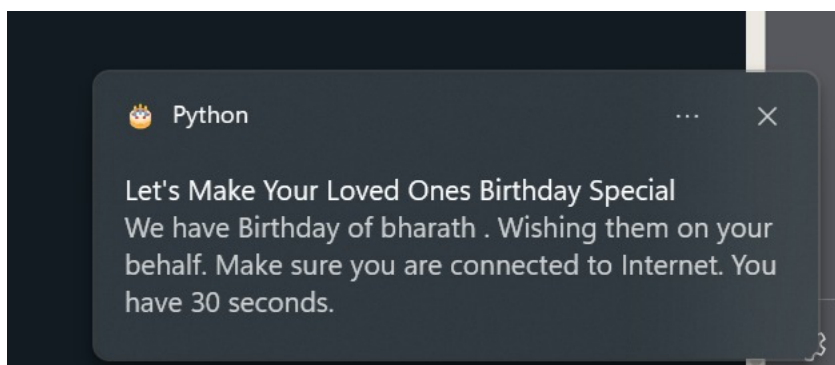 Python
Let's Make Your Loved Ones Birthday Special
We have Birthday of bharath . Wishing them on your
behalf. Make sure you are connected to Internet. You
have 30 seconds.